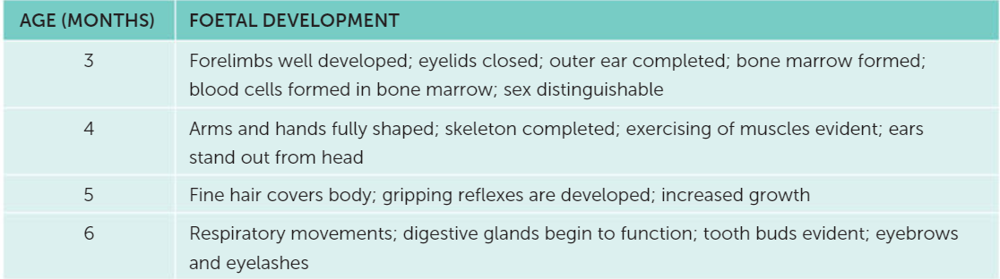 AGE (MONTHS) FOETAL DEVELOPMENT
3 Forelimbs well developed; eyelids closed; outer ear completed; bone marrow formed;
blood cells formed in bone marrow; sex distinguishable
4 Arms and hands fully shaped; skeleton completed; exercising of muscles evident; ears
stand out from head
5 Fine hair covers body; gripping reflexes are developed; increased growth
6 Respiratory movements; digestive glands begin to function; tooth buds evident; eyebrows
and eyelashes